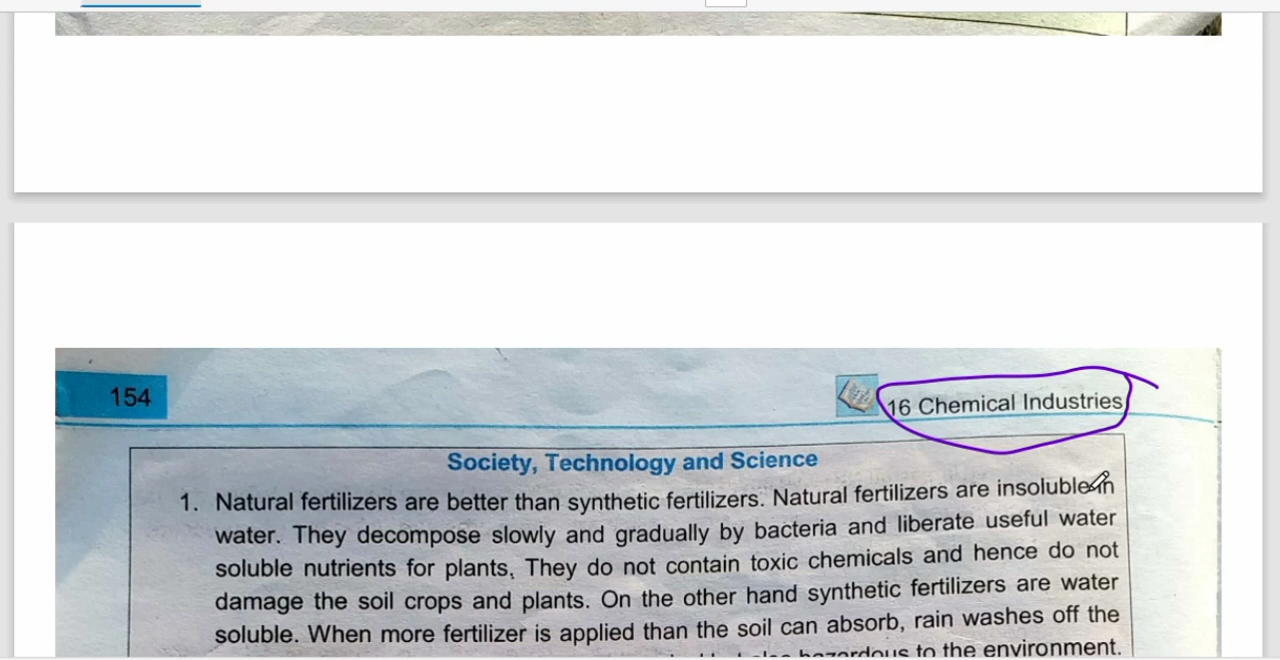 154
16 Chemical Industries
Society, Technology and Science
1. Natural fertilizers are better than synthetic fertilizers. Natural fertilizers are insoluble in
water. They decompose slowly and gradually by bacteria and liberate useful water
soluble nutrients for plants, They do not contain toxic chemicals and hence do not
damage the soil crops and plants. On the other hand synthetic fertilizers are water
soluble. When more fertilizer is applied than the soil can absorb, rain washes off the
hazardous to the environment.